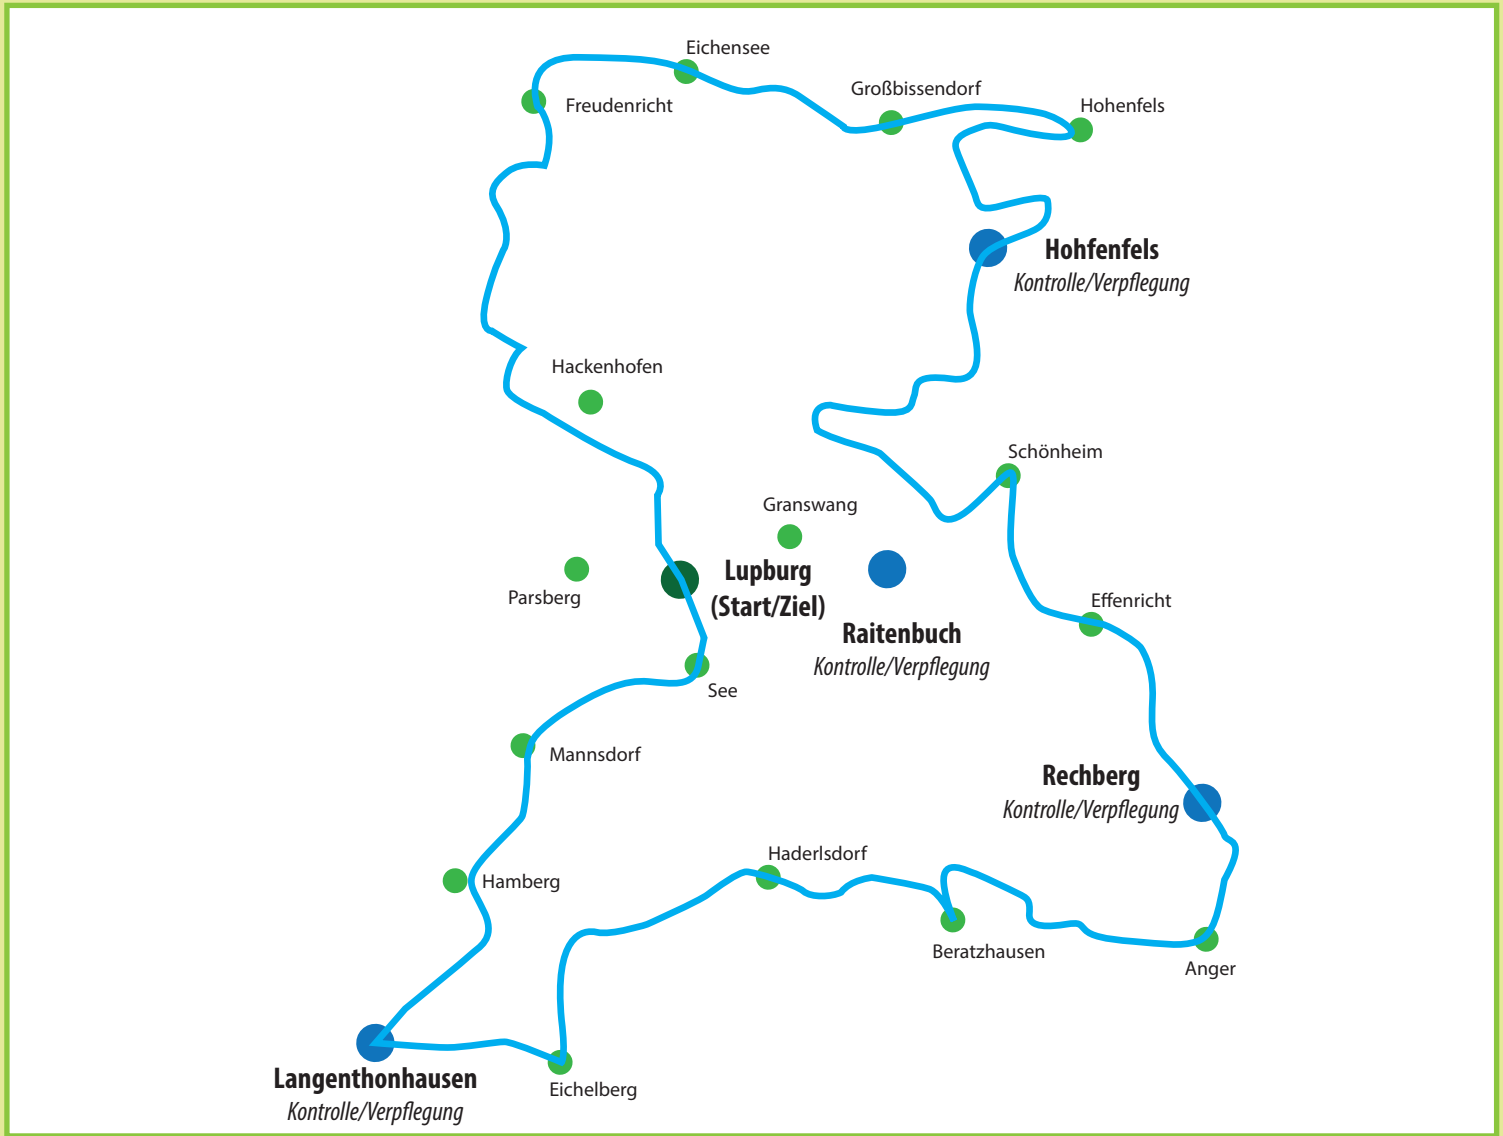 Eichensee
Großbissendorf
Freudenricht
Hohenfels
Hohfenfels
Kontrolle/Verpflegung
Hackenhofen
Schönheim
Granswang
Lupburg
(Start/Ziel)
Parsberg
Effenricht
Raitenbuch
Kontrolle/Verpflegung
See
Mannsdorf
Rechberg
Kontrolle/Verpflegung
Haderlsdorf
Hamberg
Beratzhausen
Anger
Langenthonhausen
Kontrolle/Verpflegung
Eichelberg